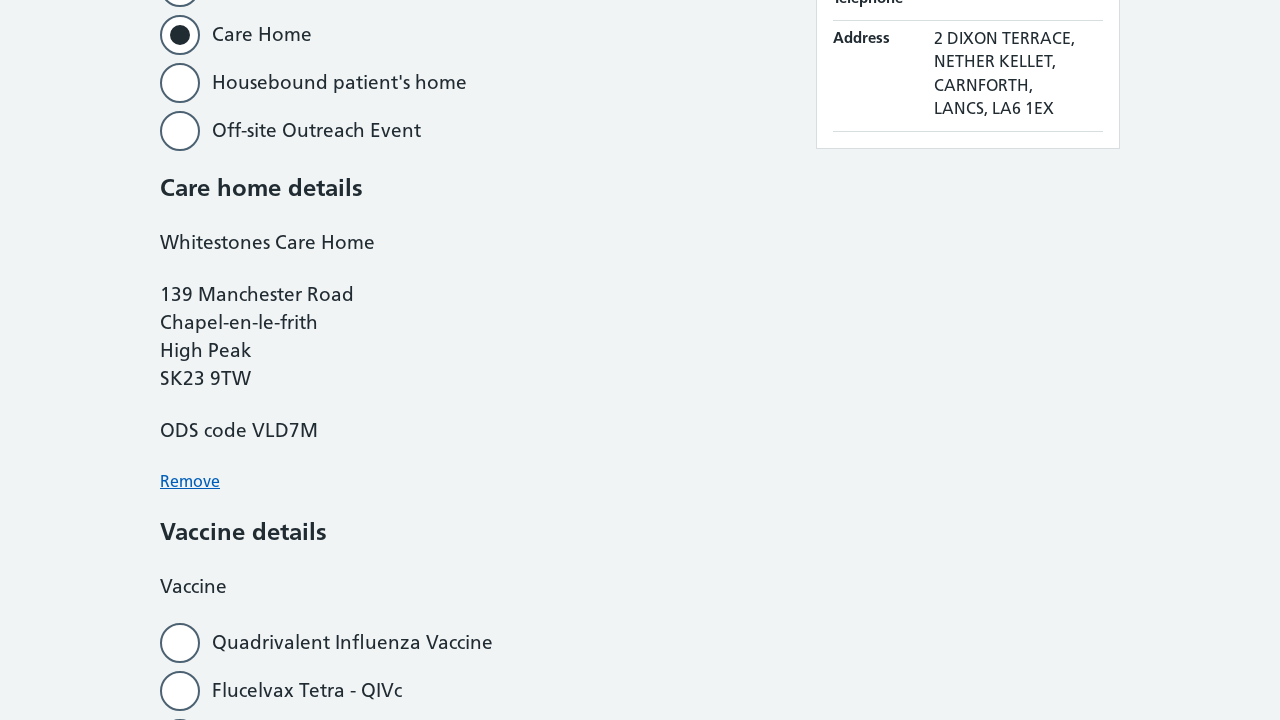 Care Home
Housebound patient's home
Off-site Outreach Event
Care home details
Whitestones Care Home
139 Manchester Road
Chapel-en-le-frith
High Peak
SK23 9TW
ODS code VLD7M
Remove
Vaccine details
Vaccine
Quadrivalent Influenza Vaccine
Flucelvax Tetra - QIVc
Telephone
Address
2 DIXON TERRACE,
NETHER KELLET,
CARNFORTH,
LANCS, LA6 1EX